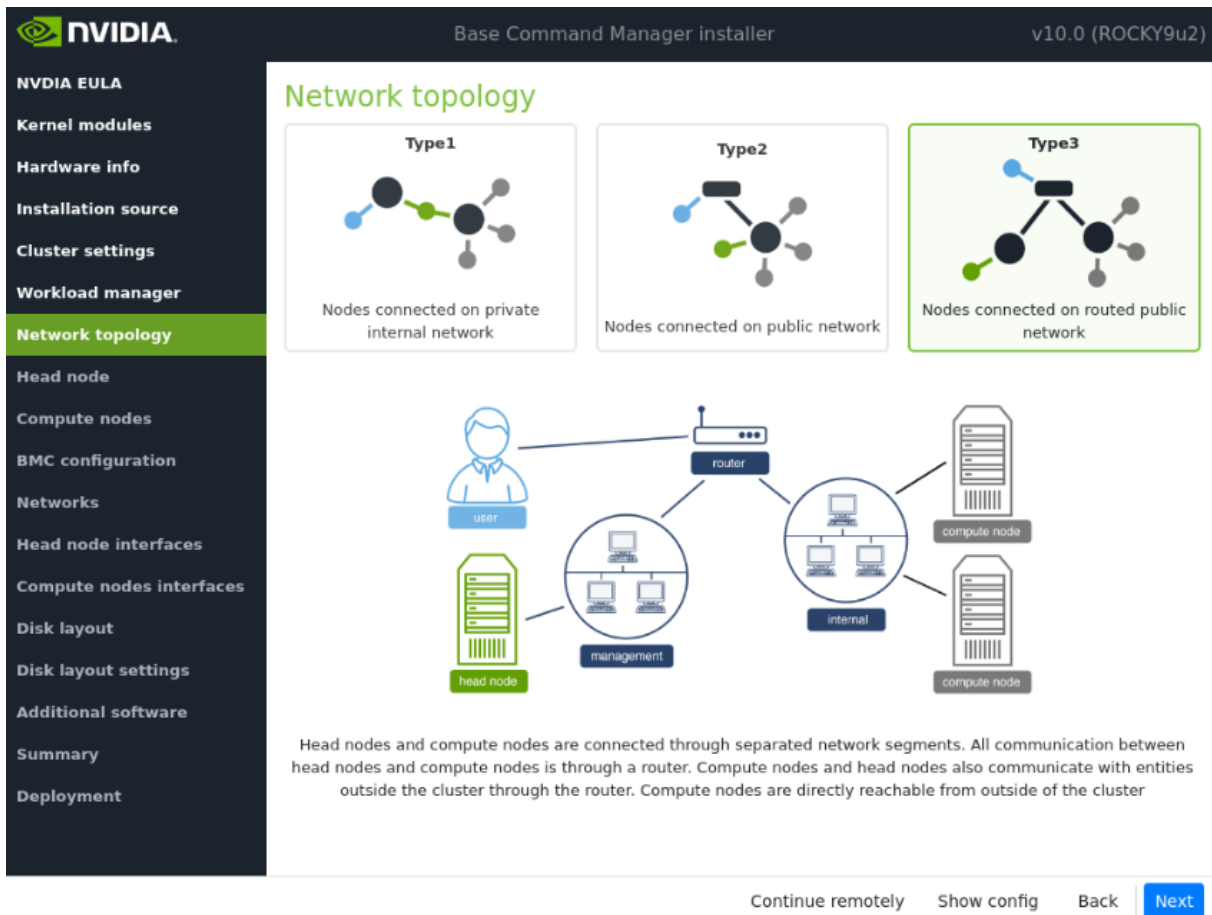 NVIDIA.
Base Command Manager installer
v10.0 (ROCKY9u2)
NVDIA EULA
Kernel modules
Hardware info
Installation source
Cluster settings
Workload manager
Network topology
Head node
Compute nodes
BMC configuration
Networks
Head node interfaces
Compute nodes interfaces
Disk layout
Disk layout settings
Additional software
Summary
Deployment
Network topology
Type1
Nodes connected on private
internal network
Type2
Nodes connected on public network
Type3
Nodes connected on routed public
network
user
router
head node
management
internal
compute node
compute node
Head nodes and compute nodes are connected through separated network segments. All communication between
head nodes and compute nodes is through a router. Compute nodes and head nodes also communicate with entities
outside the cluster through the router. Compute nodes are directly reachable from outside of the cluster
Continue remotely
Show config
Back
Next